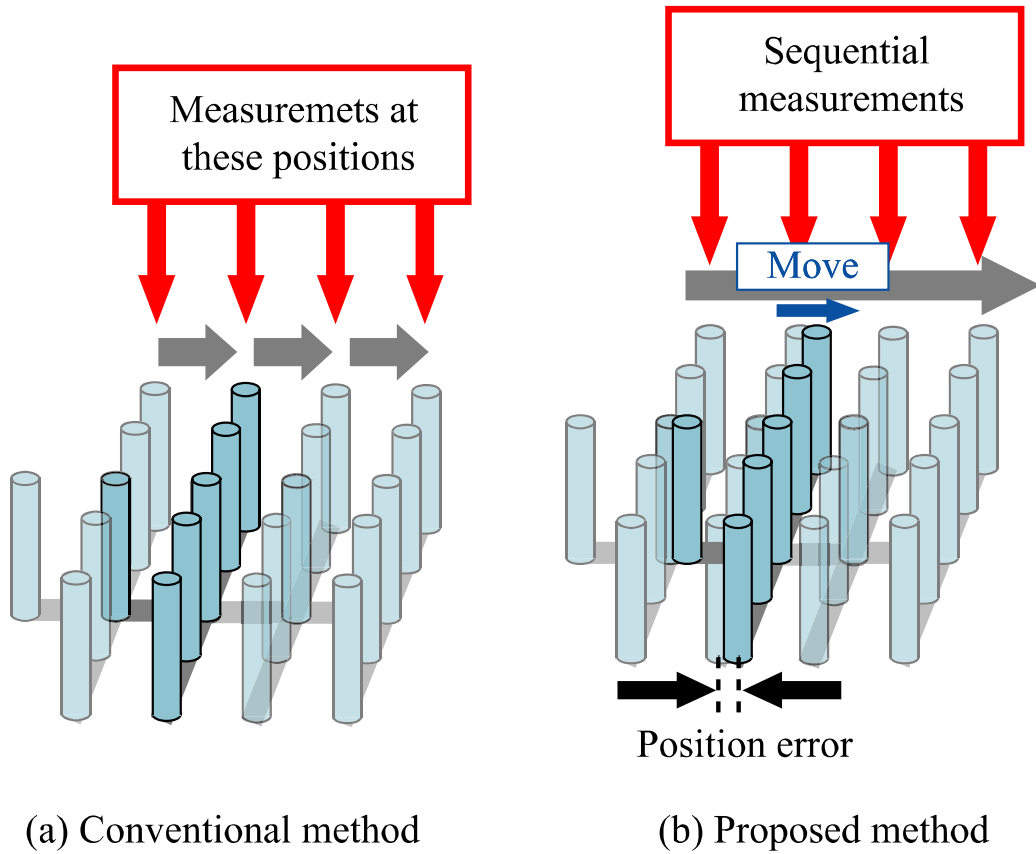 Measuremets at
these positions
Sequential
measurements
Move
Position error
(a) Conventional method
(b) Proposed method